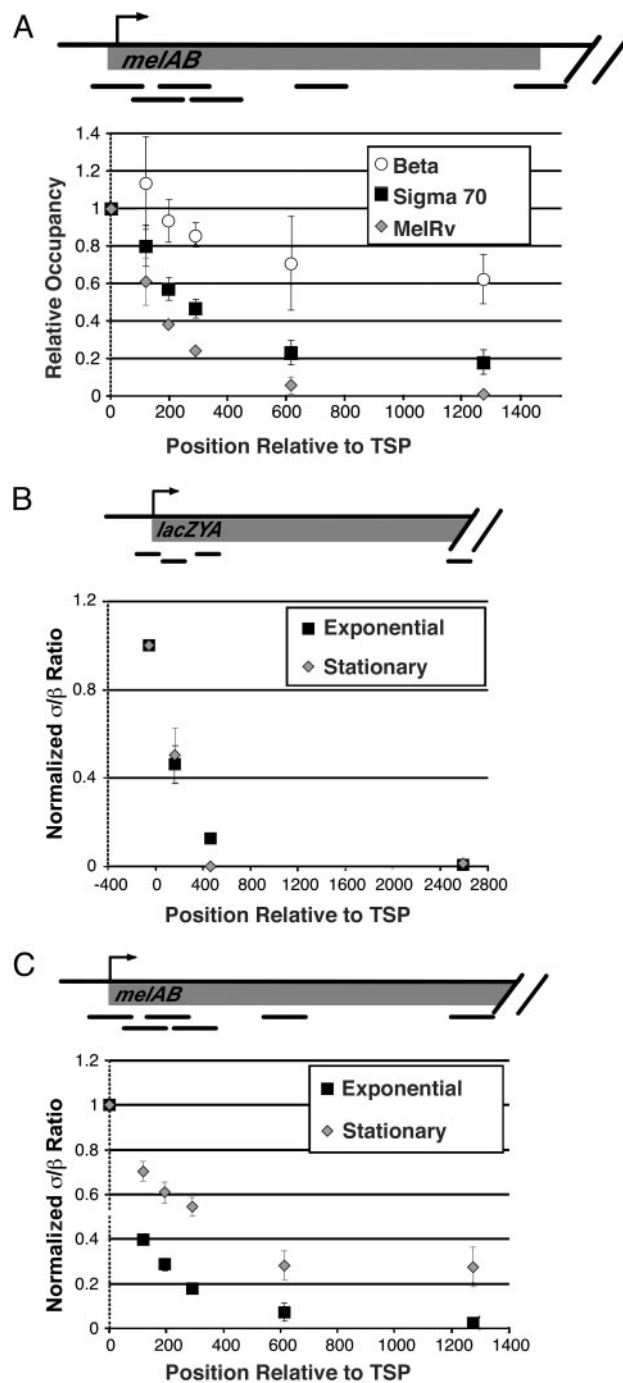 A
melAB
1.4
1.2
1
0.8
0.6
0.4
0.2
0
Relative Occupancy
Beta
Sigma 70
MelRv
0 200 400 600 800 1000 1200 1400
Position Relative to TSP
B
lacZYA
1.2
0.8
0.4
0
Normalized σ/β Ratio
Exponential
Stationary
-400 0 400 800 1200 1600 2000 2400 2800
Position Relative to TSP
C
melAB
1.2
1
0.8
0.6
0.4
0.2
0
Normalized σ/β Ratio
Exponential
Stationary
0 200 400 600 800 1000 1200 1400
Position Relative to TSP